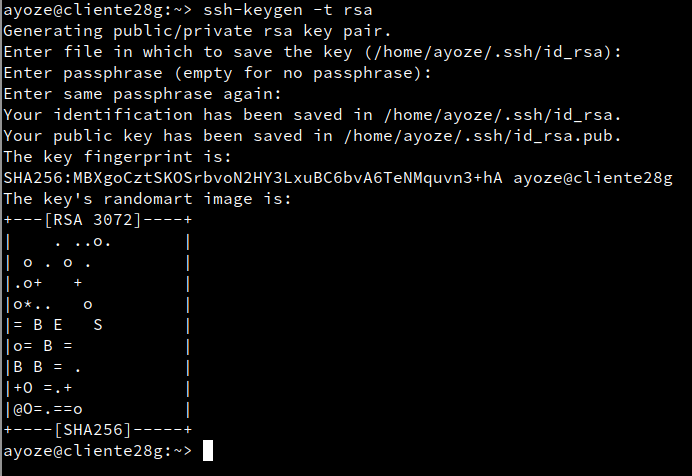 ayoze@cliente28g:~> ssh-keygen -t rsa
Generating public/private rsa key pair.
Enter file in which to save the key (/home/ayoze/.ssh/id_rsa):
Enter passphrase (empty for no passphrase):
Enter same passphrase again:
Your identification has been saved in /home/ayoze/.ssh/id_rsa.
Your public key has been saved in /home/ayoze/.ssh/id_rsa.pub.
The key fingerprint is:
SHA256:MBXgoCztSKOSrbvoN2HY3LxuBC6bvA6TeNMquvn3+hA ayoze@cliente28g
The key's randomart image is:
+---[RSA 3072]----+
|    . ..o.       |
| o . o .         |
|.o+   +          |
|o*..   o         |
|= B E   S        |
|o= B =           |
|B B = .          |
|+O =.+           |
|@O=.==o          |
+----[SHA256]-----+
ayoze@cliente28g:~>